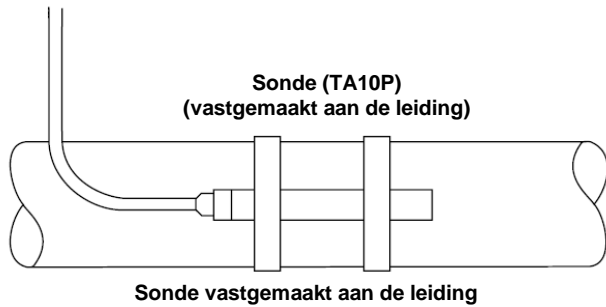 Sonde (TA10P)
(vastgemaakt aan de leiding)
Sonde vastgemaakt aan de leiding